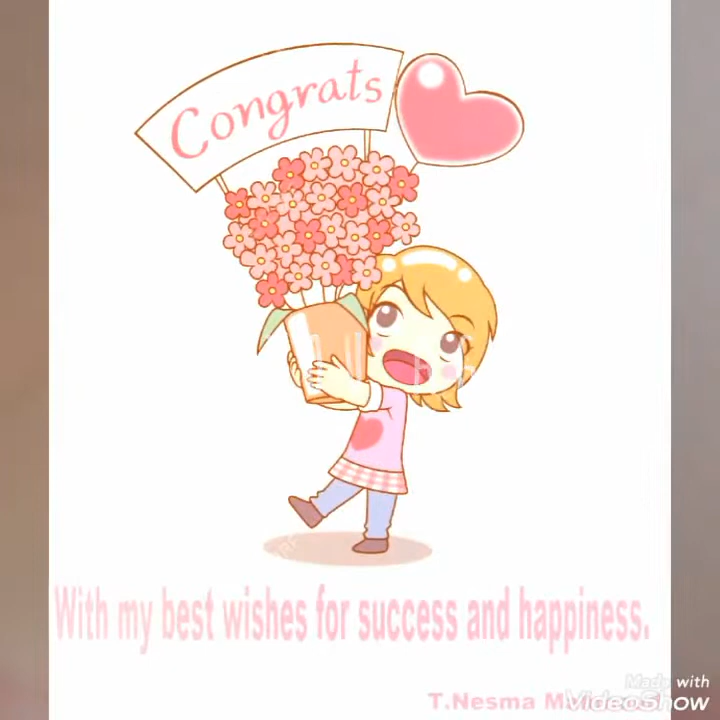 Congrats
With my best wishes for success and happiness.
T.Nesma
Made with
VideoShow